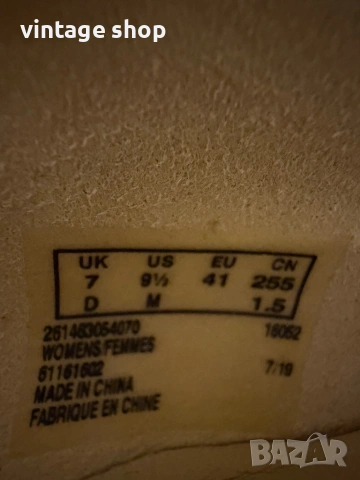 vintage shop
UK US EU CN
7 9½ 41 255
D M 1.5
261463054070 16052
WOMENS/FEMMES
61161602 7/19
MADE IN CHINA
FABRIQUE EN CHINE
BAZAR